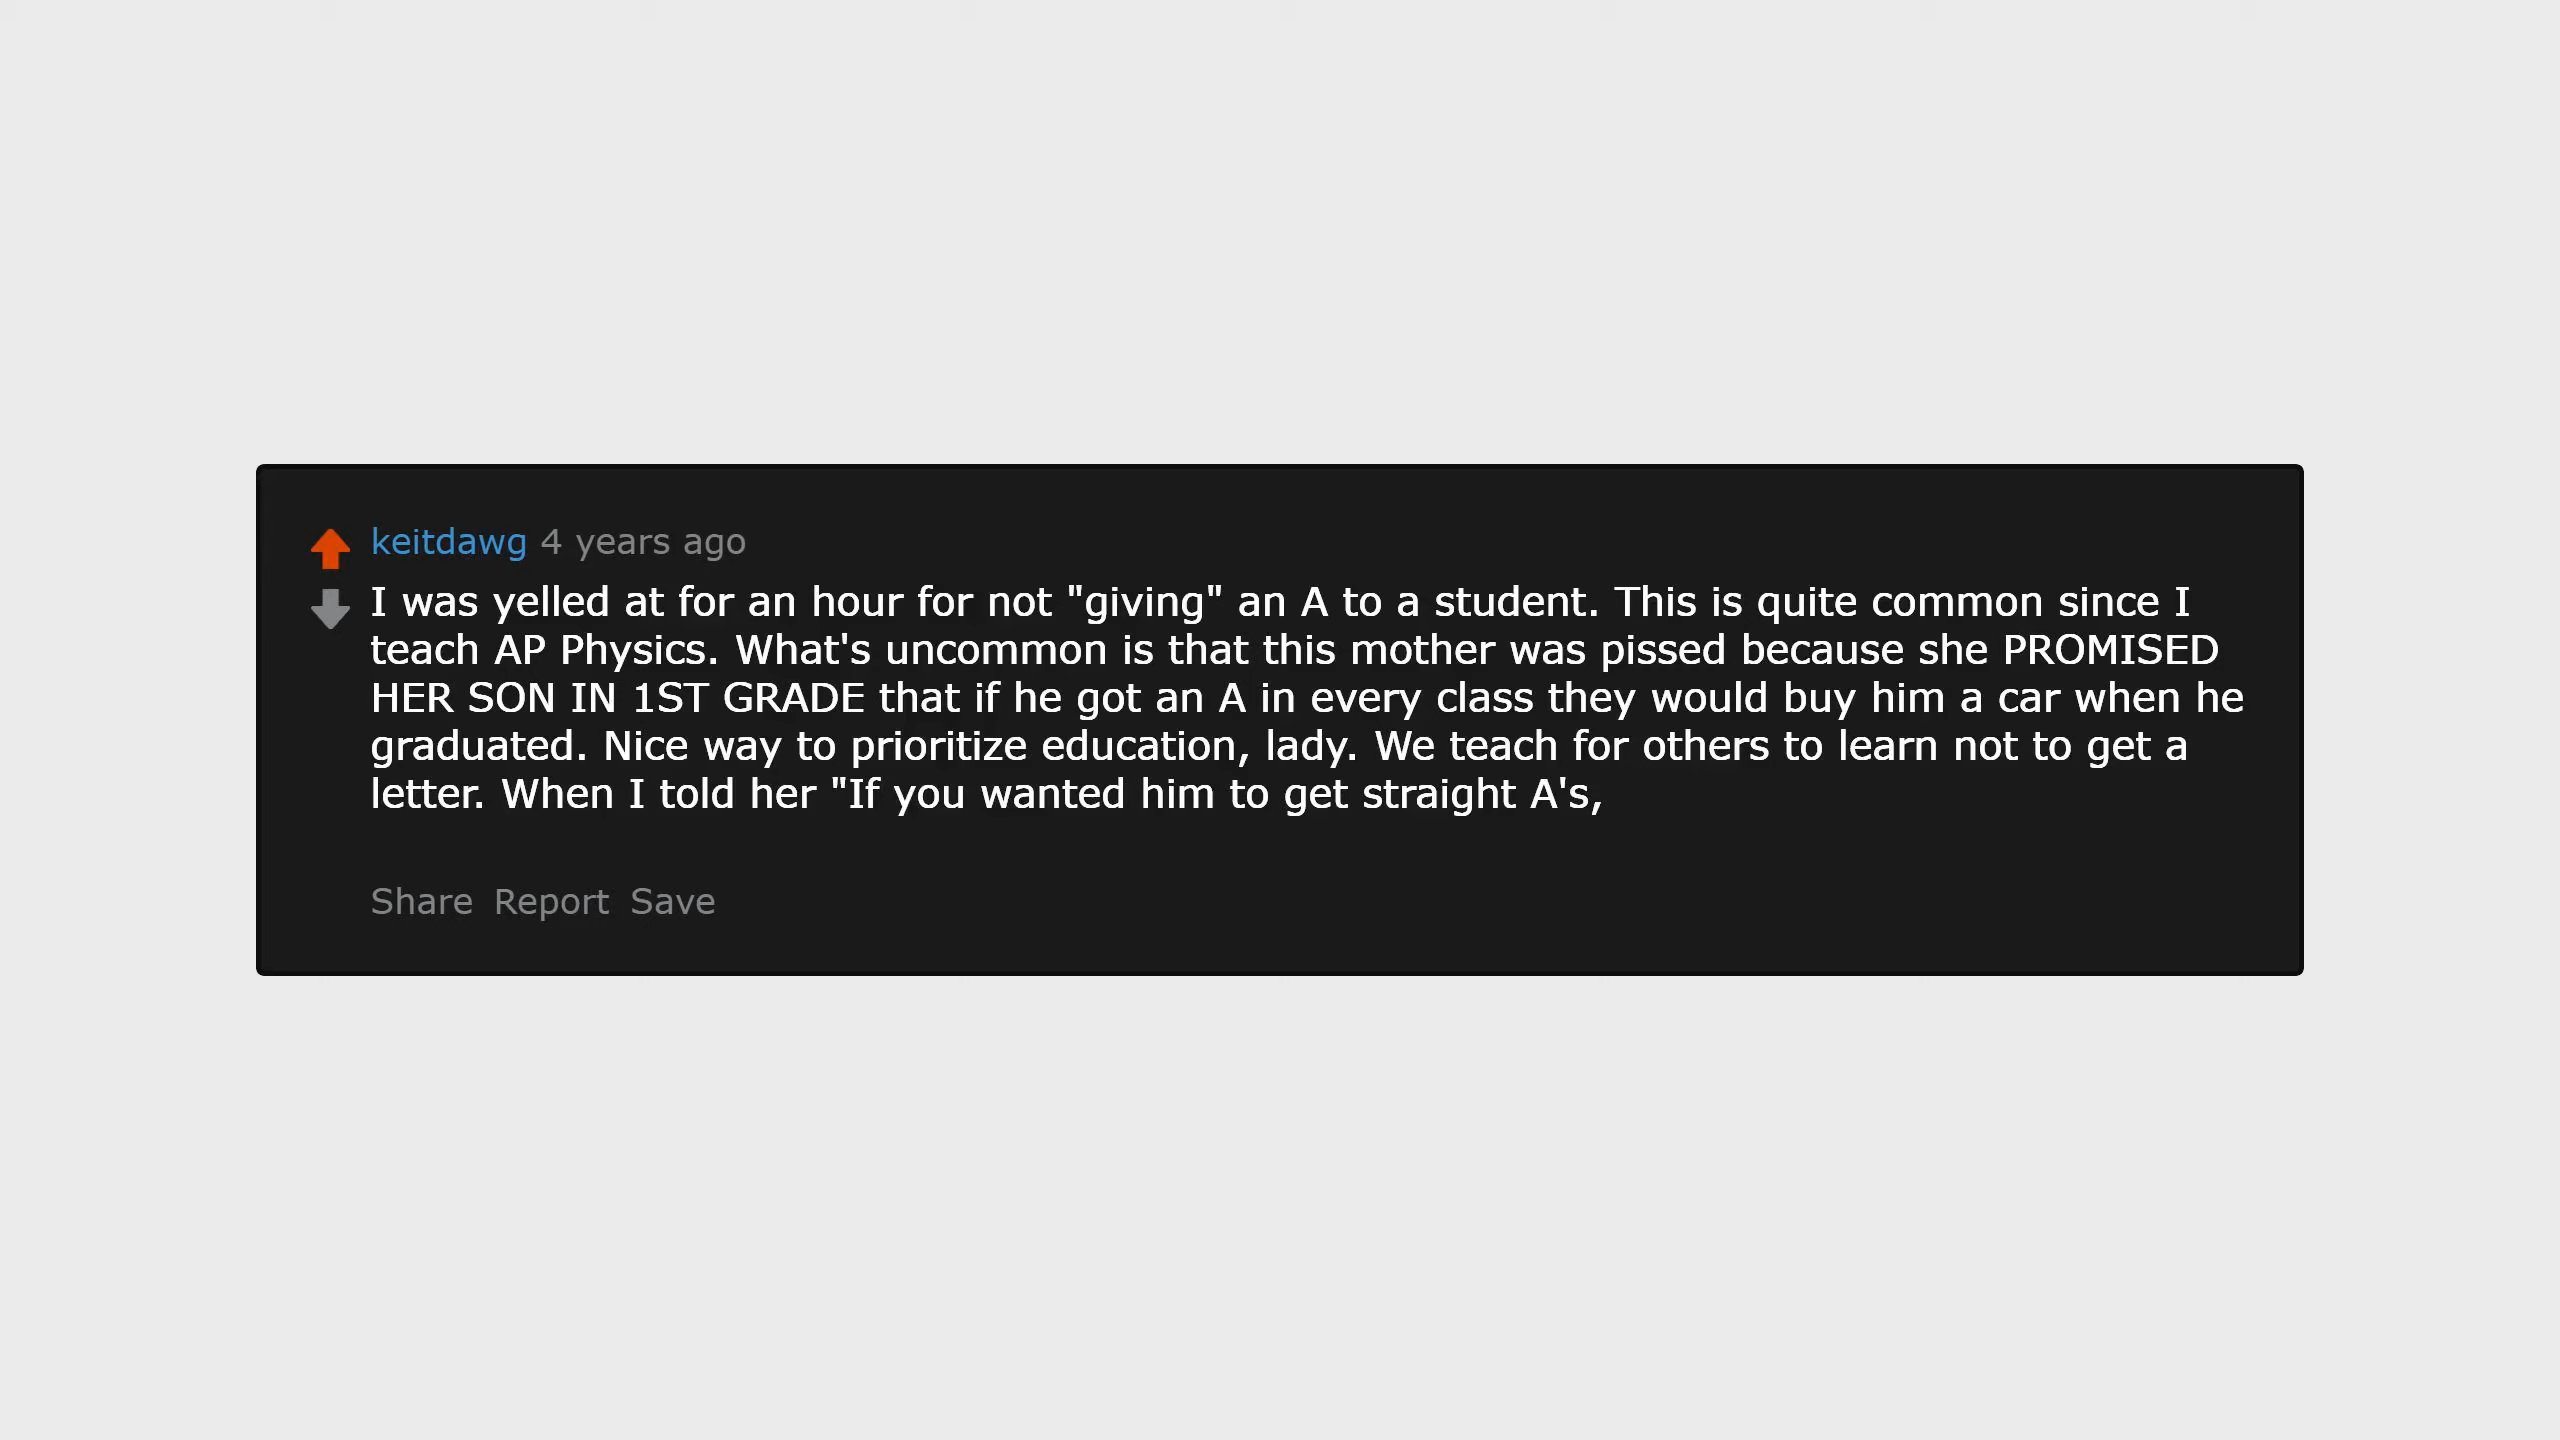 keitdawg 4 years ago
I was yelled at for an hour for not "giving" an A to a student. This is quite common since I
teach AP Physics. What's uncommon is that this mother was pissed because she PROMISED
HER SON IN 1ST GRADE that if he got an A in every class they would buy him a car when he
graduated. Nice way to prioritize education, lady. We teach for others to learn not to get a
letter. When I told her "If you wanted him to get straight A's,
Share Report Save